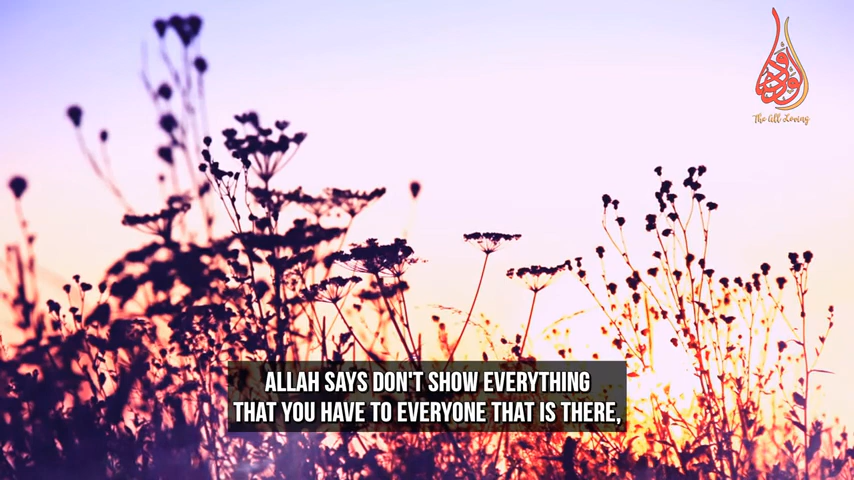 The All-Loving
ALLAH SAYS DON'T SHOW EVERYTHING
THAT YOU HAVE TO EVERYONE THAT IS THERE,